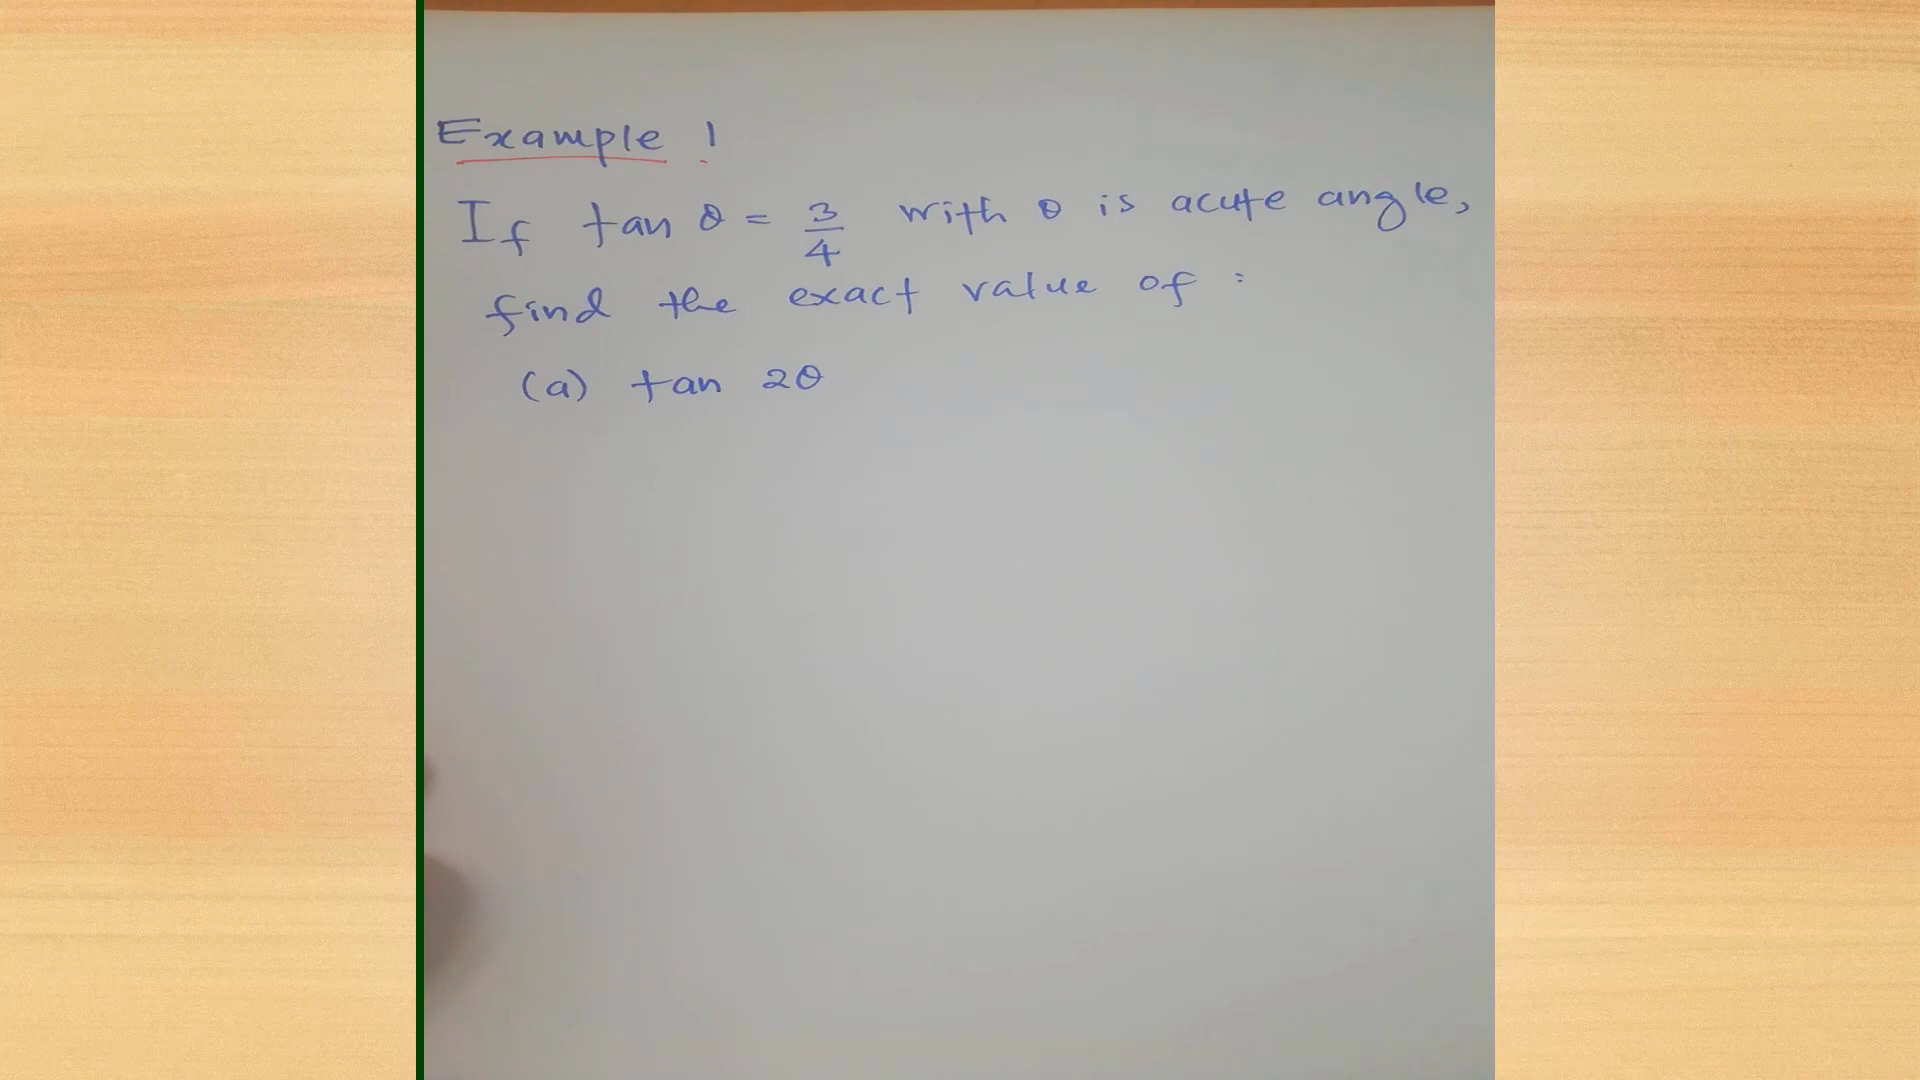 Example !
If tan θ = 3/4 with θ is acute angle,
find the exact value of :
(a) tan 2θ